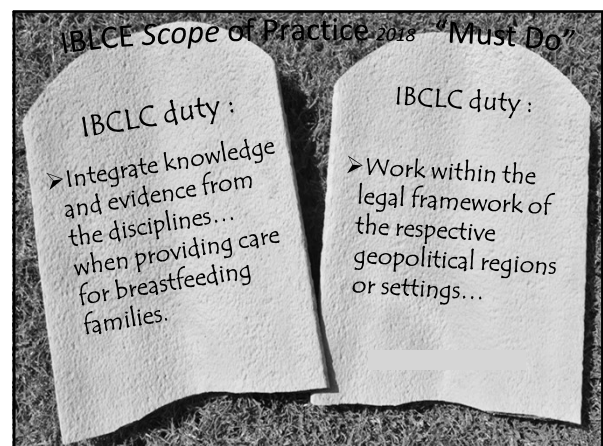 IBLCE Scope of Practice 2018 "Must Do"
IBCLC duty :
➢Integrate knowledge
and evidence from
the disciplines…
when providing care
for breastfeeding
families.
IBCLC duty :
➢Work within the
legal framework of
the respective
geopolitical regions
or settings…